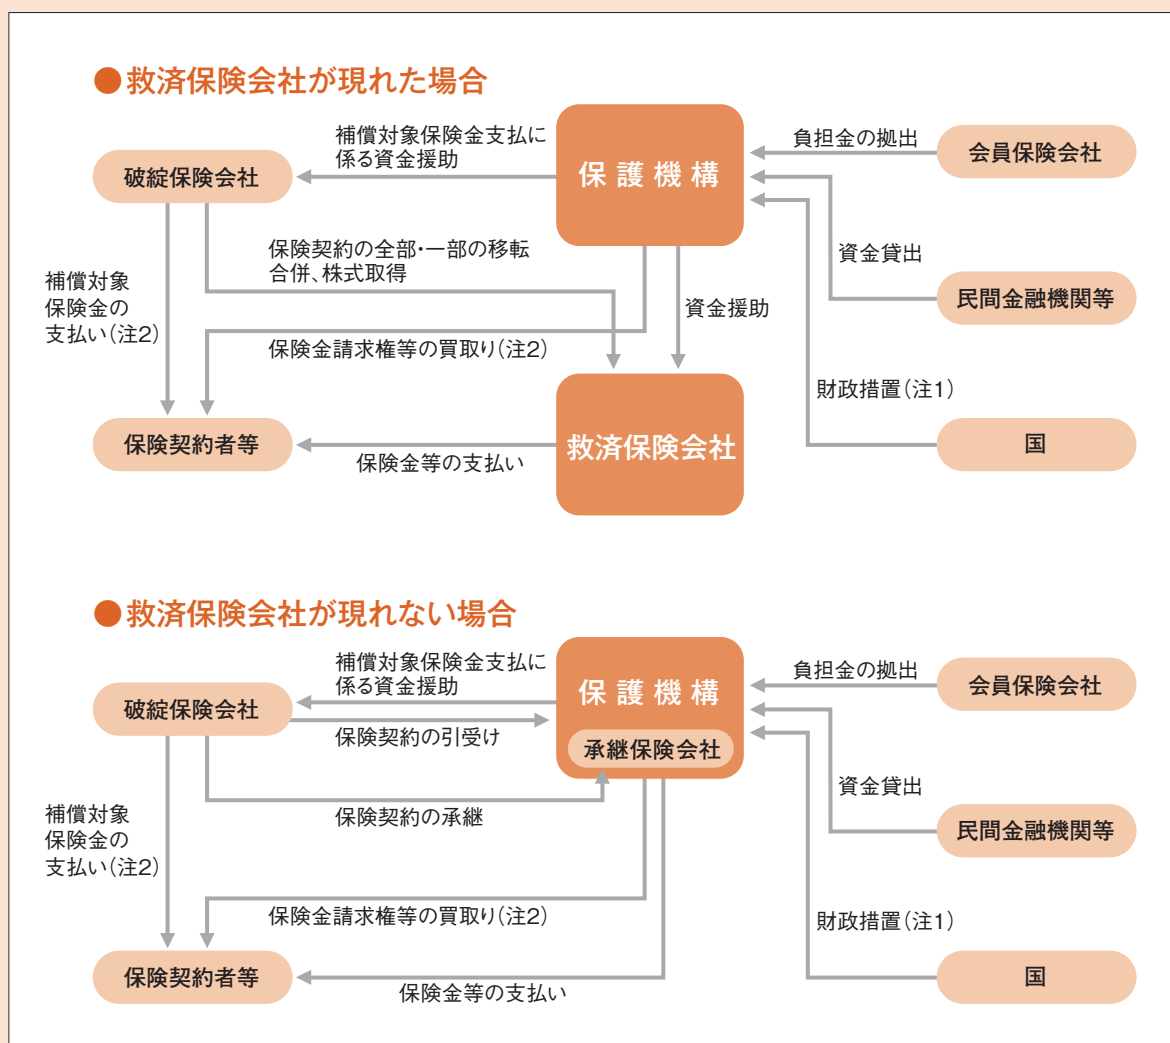 ●救済保険会社が現れた場合
補償対象保険金支払に
係る資金援助
保護機構
負担金の拠出
会員保険会社
破綻保険会社
保険契約の全部・一部の移転
合併、株式取得
資金貸出
補償対象
保険金の
支払い(注2)
資金援助
民間金融機関等
保険金請求権等の買取り(注2)
財政措置(注1)
保険契約者等
救済保険会社
国
保険金等の支払い
●救済保険会社が現れない場合
補償対象保険金支払に
係る資金援助
保護機構
負担金の拠出
会員保険会社
破綻保険会社
保険契約の引受け
承継保険会社
資金貸出
補償対象
保険金の
支払い(注2)
保険契約の承継
民間金融機関等
保険金請求権等の買取り(注2)
財政措置(注1)
保険契約者等
国
保険金等の支払い